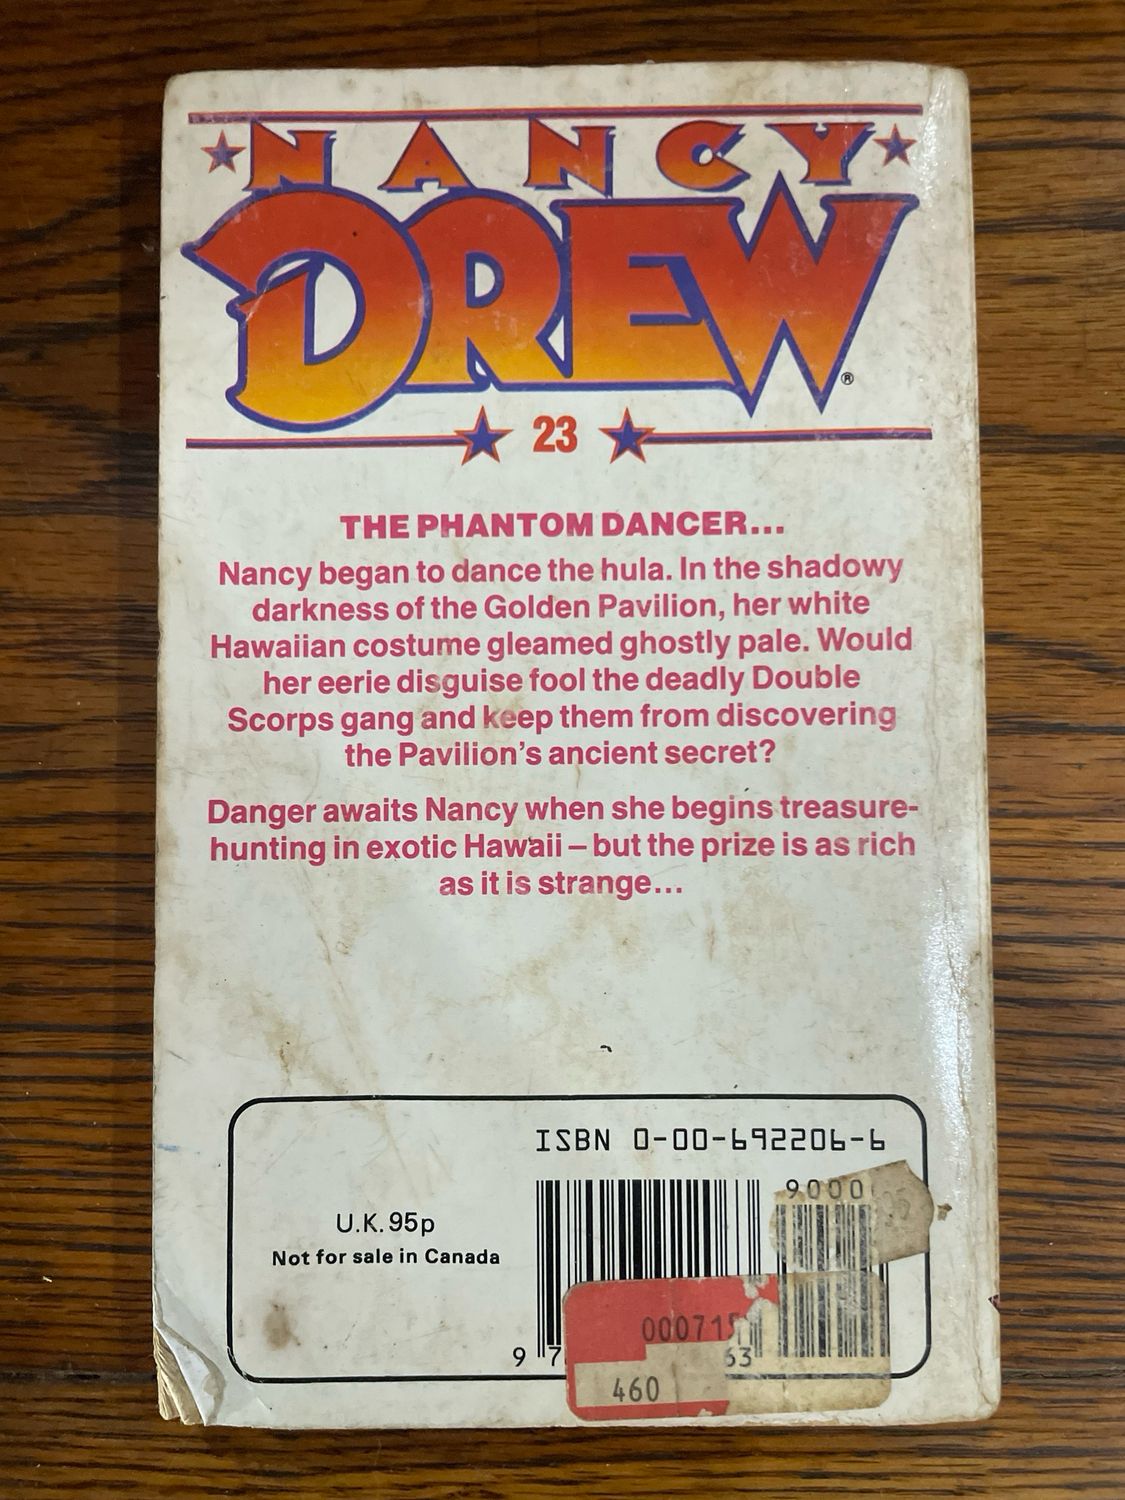 NANCY
DREW®
23
THE PHANTOM DANCER...
Nancy began to dance the hula. In the shadowy
darkness of the Golden Pavilion, her white
Hawaiian costume gleamed ghostly pale. Would
her eerie disguise fool the deadly Double
Scorps gang and keep them from discovering
the Pavilion's ancient secret?
Danger awaits Nancy when she begins treasure-
hunting in exotic Hawaii – but the prize is as rich
as it is strange...
ISBN 0-00-692206-6
9000
U.K. 95p
Not for sale in Canada
9 7
63
460